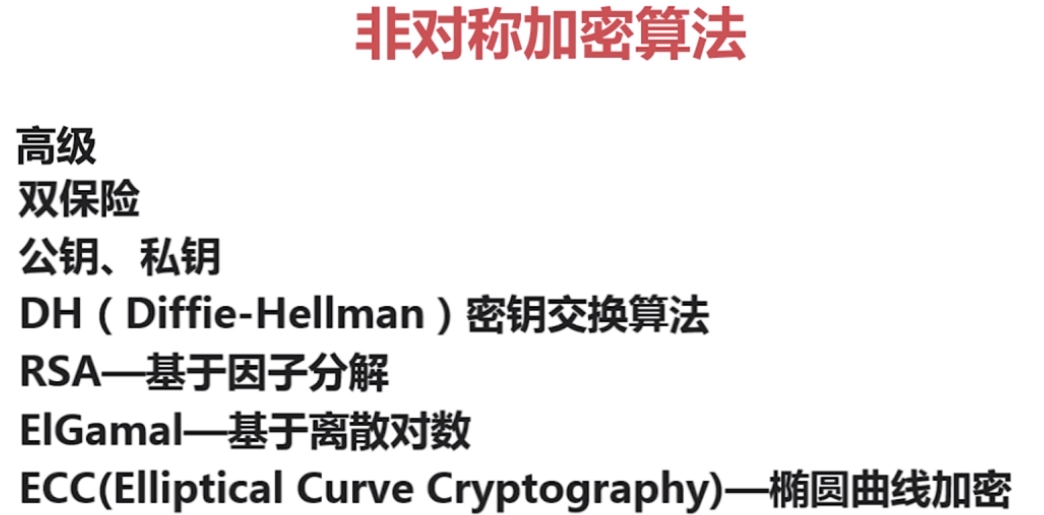 非对称加密算法
高级
双保险
公钥、私钥
DH（Diffie-Hellman）密钥交换算法
RSA—基于因子分解
ElGamal—基于离散对数
ECC(Elliptical Curve Cryptography)—椭圆曲线加密